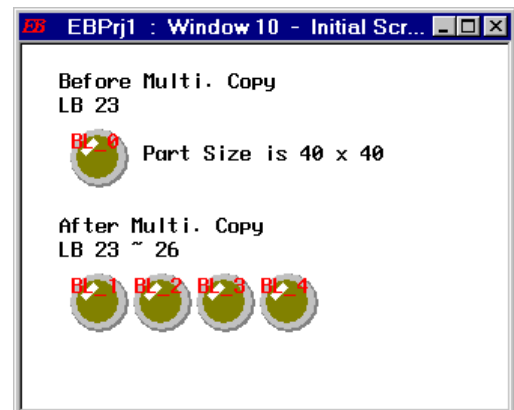 EB EBPrj1 : Window 10 - Initial Scr...
Before Multi. Copy
LB 23
BL_0
Part Size is 40 x 40
After Multi. Copy
LB 23 ~ 26
BL_1 BL_2 BL_3 BL_4